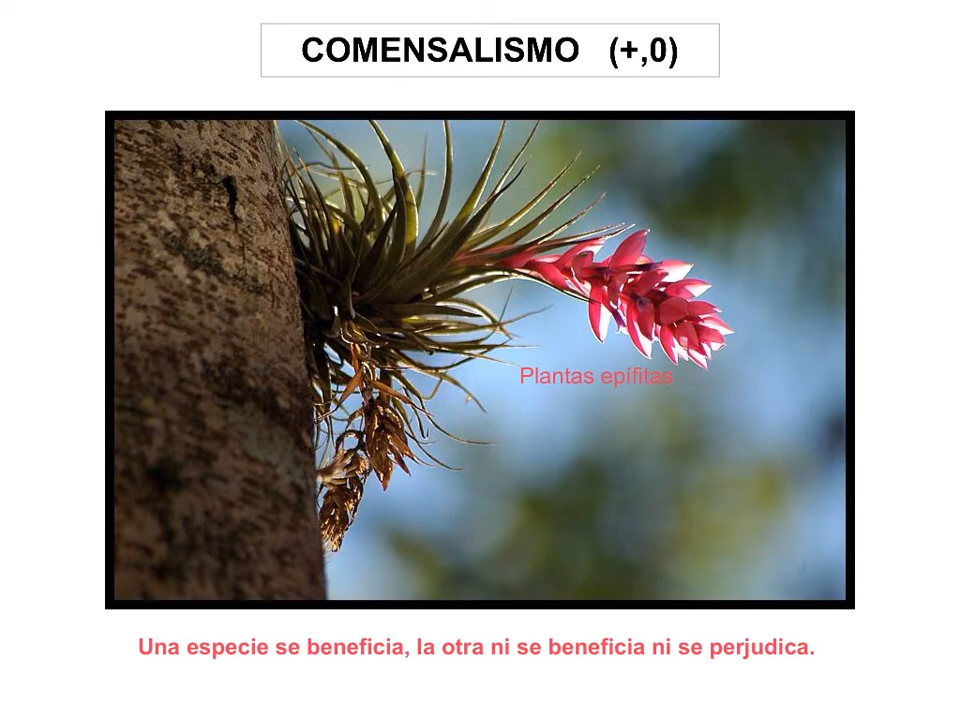 COMENSALISMO (+,0)
Plantas epífitas
Una especie se beneficia, la otra ni se beneficia ni se perjudica.